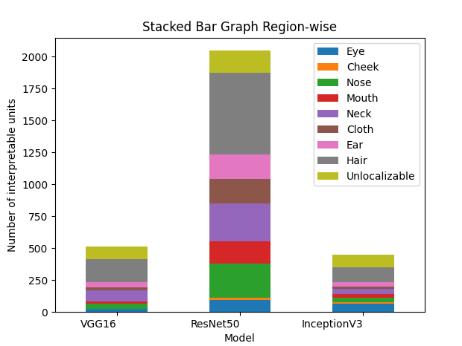 Stacked Bar Graph Region-wise
Number of interpretable units
2000
1750
1500
1250
1000
750
500
250
0
Eye
Cheek
Nose
Mouth
Neck
Cloth
Ear
Hair
Unlocalizable
VGG16 ResNet50 InceptionV3
Model